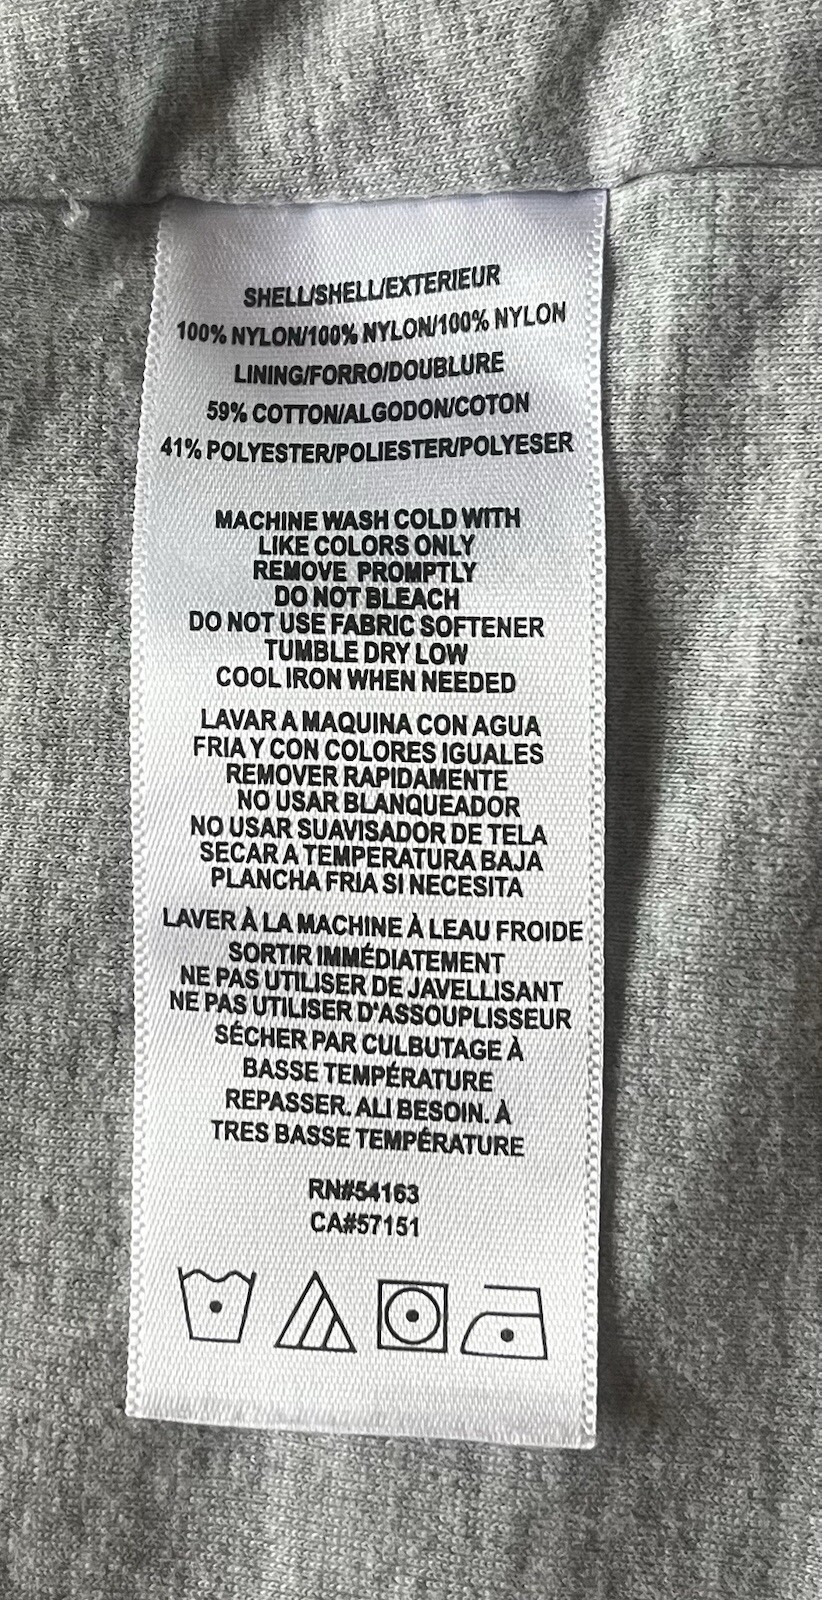 SHELL/SHELL/EXTERIEUR
100% NYLON/100% NYLON/100% NYLON
LINING/FORRO/DOUBLURE
59% COTTON/ALGODON/COTON
41% POLYESTER/POLIESTER/POLYESER
MACHINE WASH COLD WITH
LIKE COLORS ONLY
REMOVE PROMPTLY
DO NOT BLEACH
DO NOT USE FABRIC SOFTENER
TUMBLE DRY LOW
COOL IRON WHEN NEEDED
LAVAR A MAQUINA CON AGUA
FRIA Y CON COLORES IGUALES
REMOVER RAPIDAMENTE
NO USAR BLANQUEADOR
NO USAR SUAVISADOR DE TELA
SECAR A TEMPERATURA BAJA
PLANCHA FRIA SI NECESITA
LAVER À LA MACHINE À LEAU FROIDE
SORTIR IMMÉDIATEMENT
NE PAS UTILISER DE JAVELLISANT
NE PAS UTILISER D'ASSOUPLISSEUR
SÉCHER PAR CULBUTAGE À
BASSE TEMPÉRATURE
REPASSER. ALI BESOIN. À
TRES BASSE TEMPÉRATURE
RN#54163
CA#57151